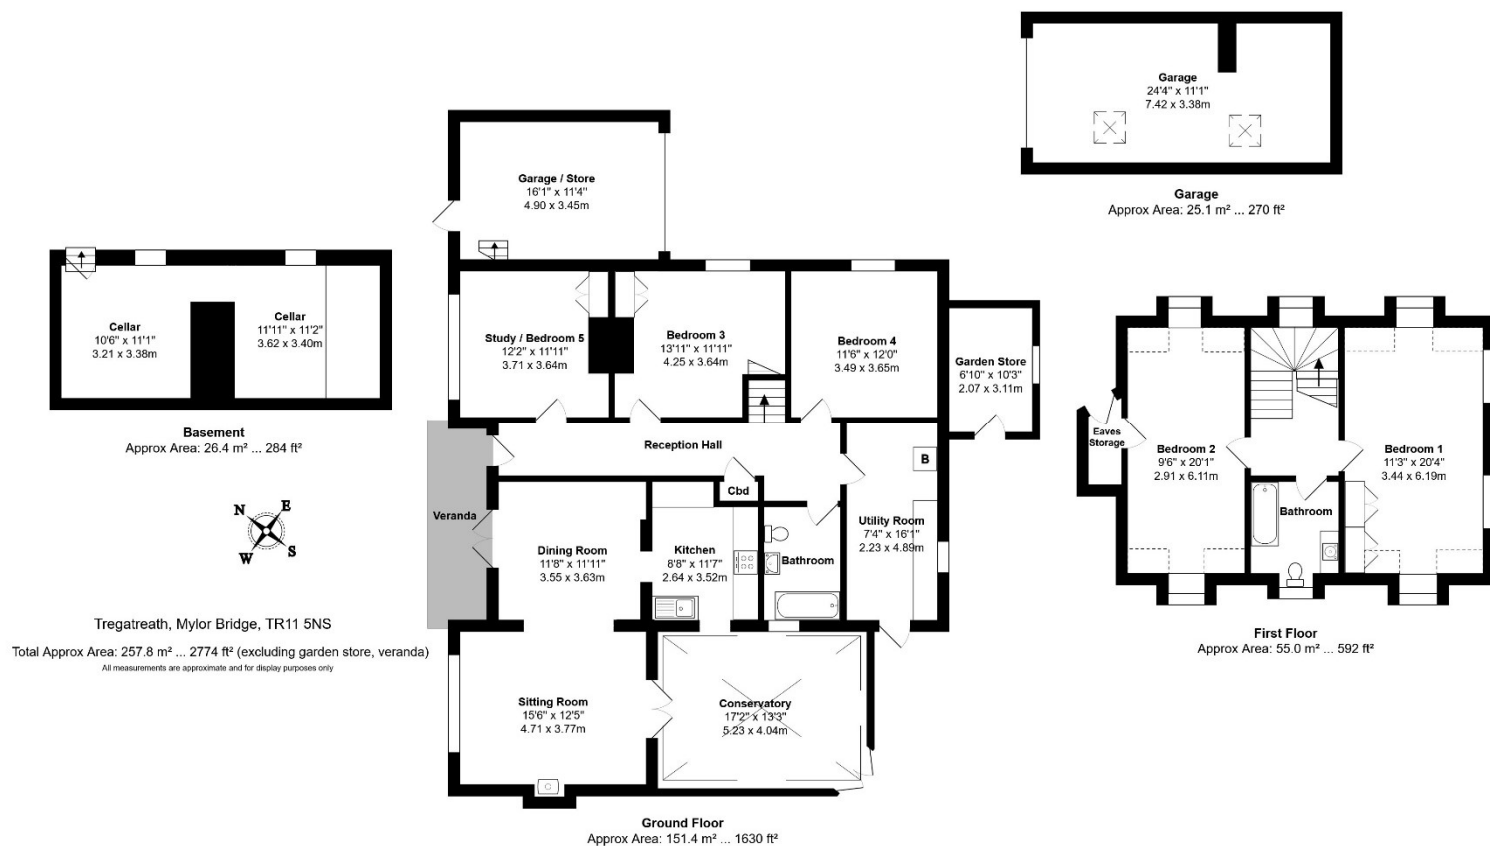 Garage
24'4" x 11'1"
7.42 x 3.38m
Garage
Approx Area: 25.1 m² ... 270 ft²
Garage / Store
16'1" x 11'4"
4.90 x 3.45m
Cellar
10'6" x 11'1"
3.21 x 3.38m
Cellar
11'11" x 11'2"
3.62 x 3.40m
Basement
Approx Area: 26.4 m² ... 284 ft²
Study / Bedroom 5
12'2" x 11'11"
3.71 x 3.64m
Bedroom 3
13'11" x 11'11"
4.25 x 3.64m
Bedroom 4
11'6" x 12'0"
3.49 x 3.65m
Garden Store
6'10" x 10'3"
2.07 x 3.11m
Reception Hall
Cbd
B
Veranda
Dining Room
11'8" x 11'11"
3.55 x 3.63m
Kitchen
8'8" x 11'7"
2.64 x 3.52m
Bathroom
Utility Room
7'4" x 16'1"
2.23 x 4.89m
Sitting Room
15'6" x 12'5"
4.71 x 3.77m
Conservatory
17'2" x 13'3"
5.23 x 4.04m
Ground Floor
Approx Area: 151.4 m² ... 1630 ft²
Eaves
Storage
Bedroom 2
9'6" x 20'1"
2.91 x 6.11m
Bathroom
Bedroom 1
11'3" x 20'4"
3.44 x 6.19m
First Floor
Approx Area: 55.0 m² ... 592 ft²
N
E
W
S
Tregatreath, Mylor Bridge, TR11 5NS
Total Approx Area: 257.8 m² ... 2774 ft² (excluding garden store, veranda)
All measurements are approximate and for display purposes only